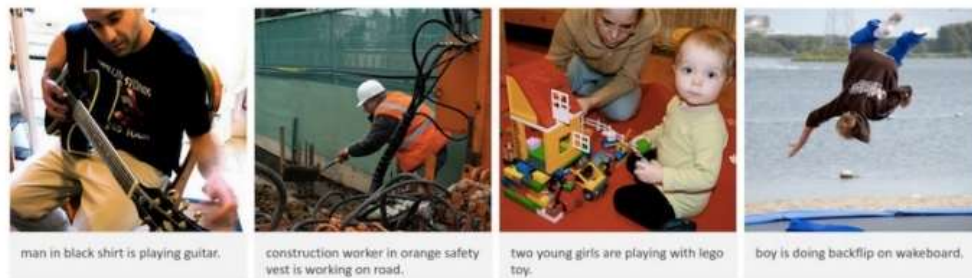 man in black shirt is playing guitar.
construction worker in orange safety
vest is working on road.
two young girls are playing with lego
toy.
boy is doing backflip on wakeboard.